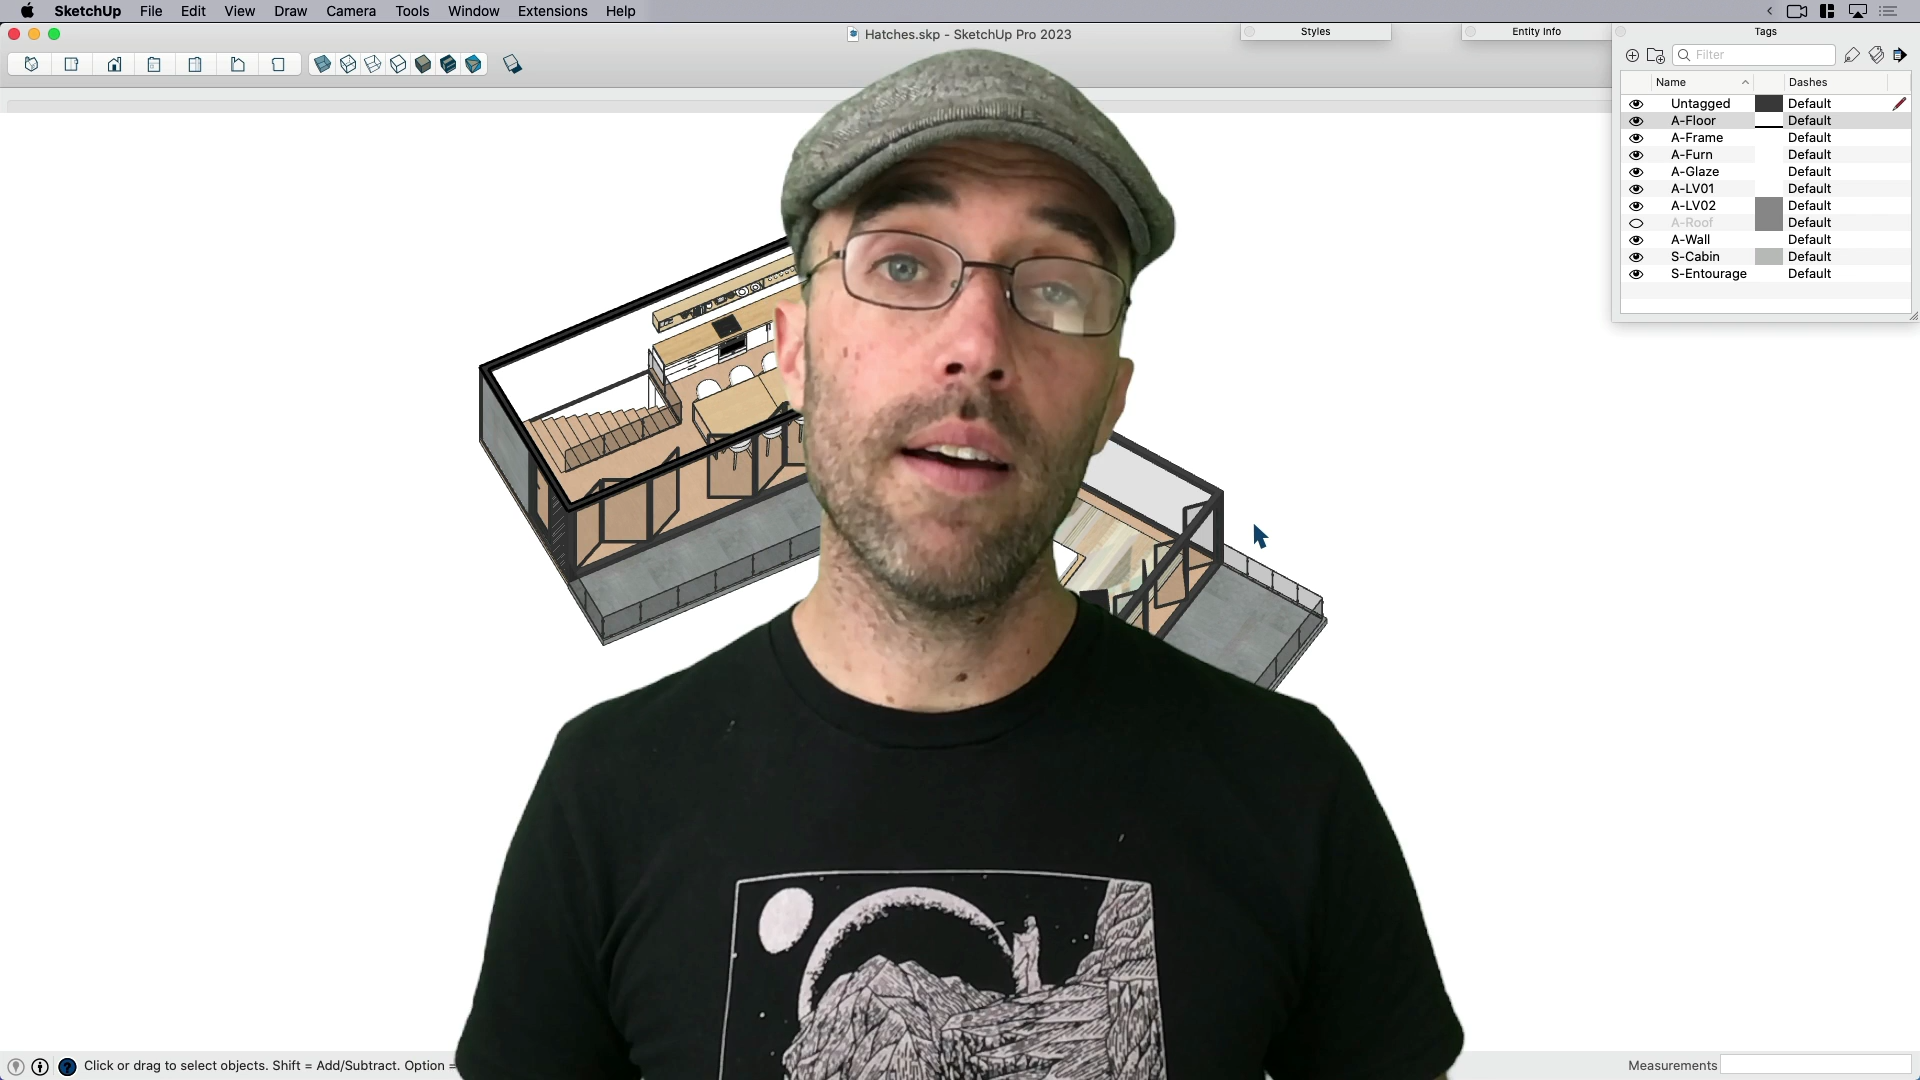 SketchUp File Edit View Draw Camera Tools Window Extensions Help
Hatches.skp - SketchUp Pro 2023
Styles
Entity Info
Tags
Filter
Name Dashes
Untagged Default
A-Floor Default
A-Frame Default
A-Furn Default
A-Glaze Default
A-LV01 Default
A-LV02 Default
A-Roof Default
A-Wall Default
S-Cabin Default
S-Entourage Default
Click or drag to select objects. Shift = Add/Subtract. Option =
Measurements